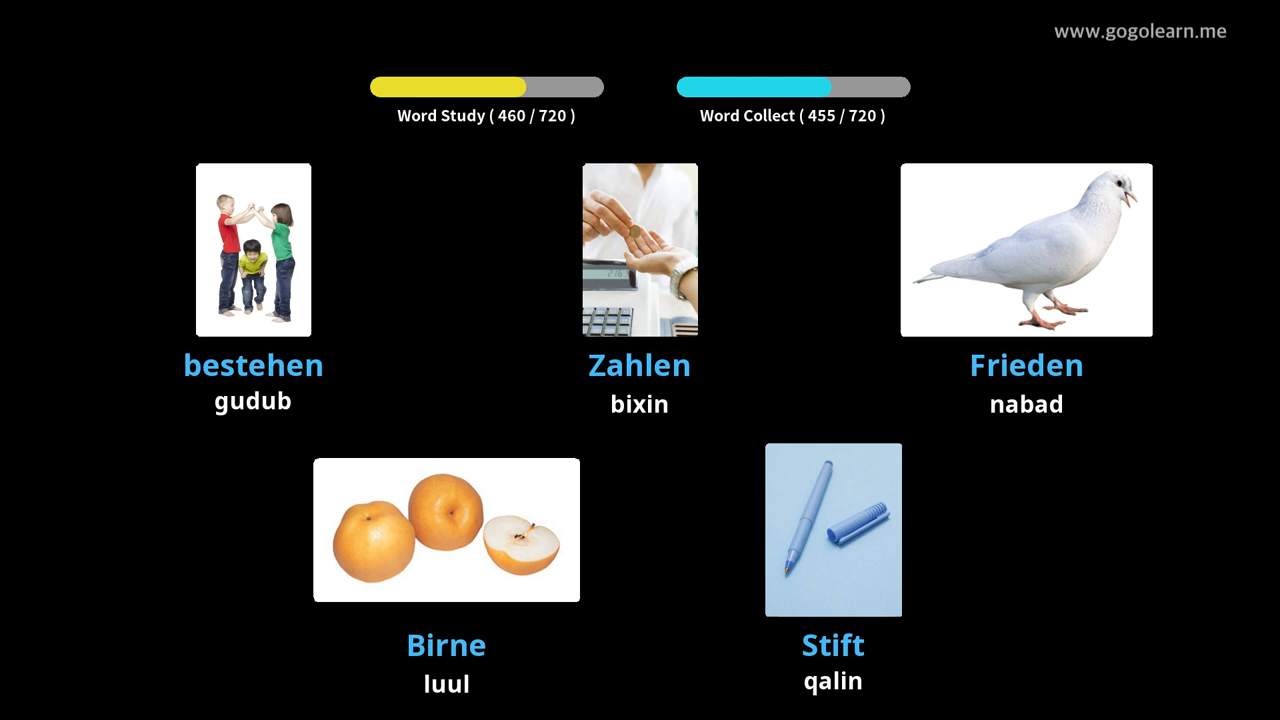 www.gogolearn.me
Word Study ( 460 / 720 )
Word Collect ( 455 / 720 )
bestehen
gudub
Zahlen
bixin
Frieden
nabad
Birne
luul
Stift
qalin